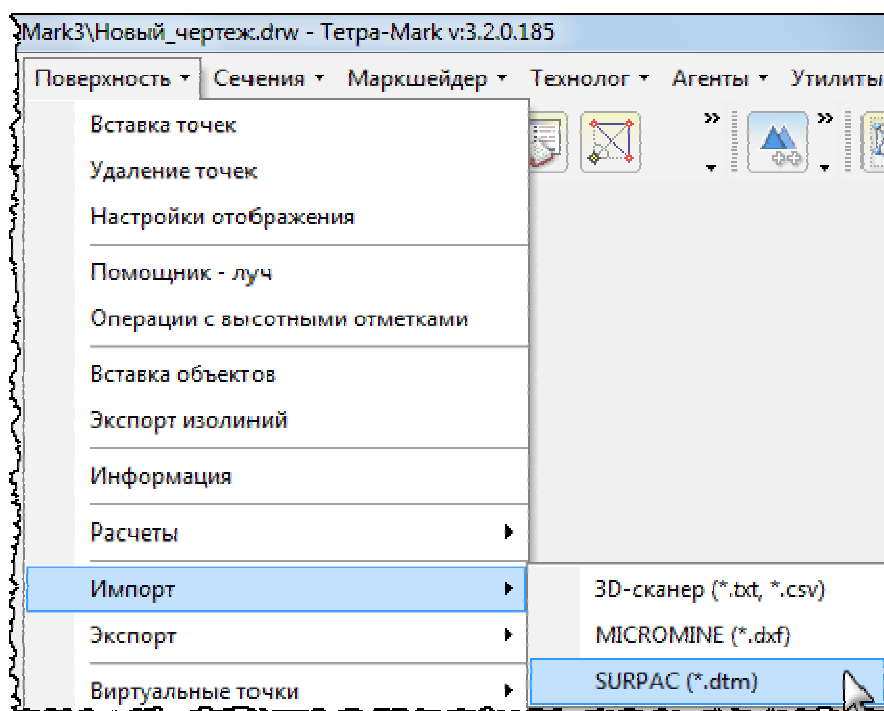 Mark3\Новый_чертеж.drw - Тетра-Mark v:3.2.0.185
Поверхность Сечения Маркшейдер Технолог Агенты Утилиты
Вставка точек
Удаление точек
Настройки отображения
Помощник - луч
Операции с высотными отметками
Вставка объектов
Экспорт изолиний
Информация
Расчеты
Импорт
3D-сканер (*.txt, *.csv)
Экспорт
MICROMINE (*.dxf)
SURPAC (*.dtm)
Виртуальные точки